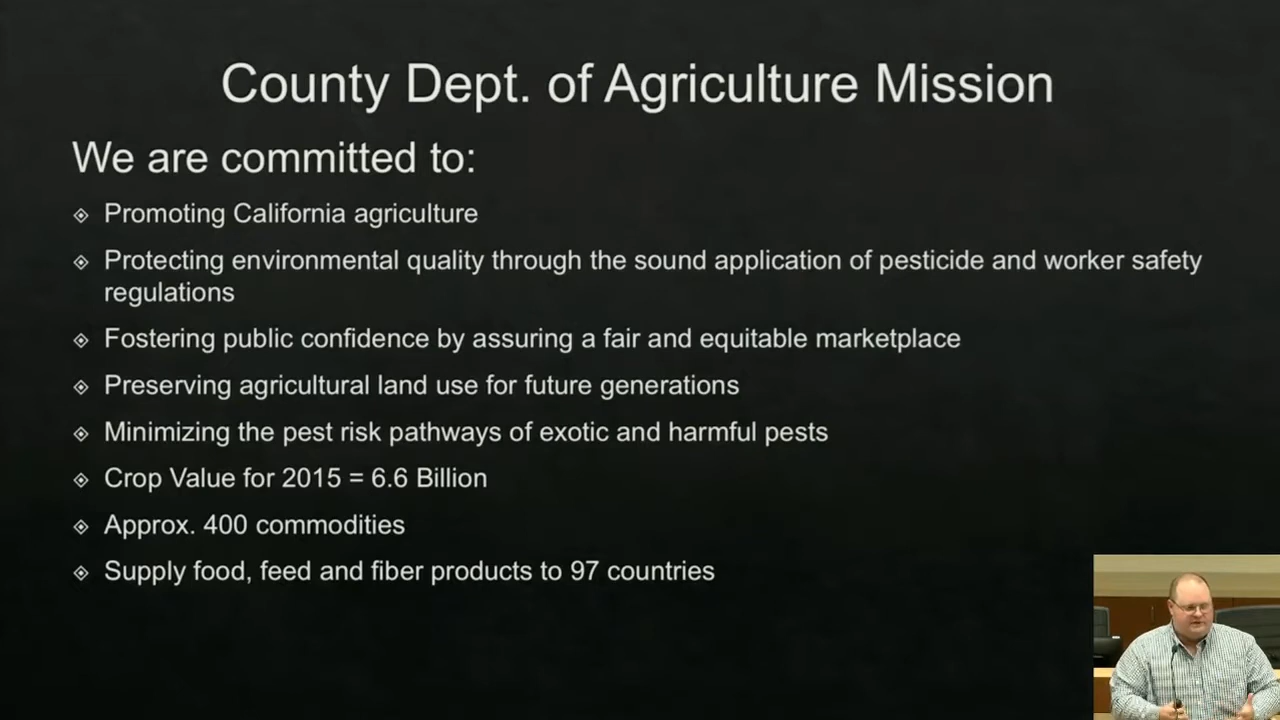 County Dept. of Agriculture Mission
We are committed to:
Promoting California agriculture
Protecting environmental quality through the sound application of pesticide and worker safety
regulations
Fostering public confidence by assuring a fair and equitable marketplace
Preserving agricultural land use for future generations
Minimizing the pest risk pathways of exotic and harmful pests
Crop Value for 2015 = 6.6 Billion
Approx. 400 commodities
Supply food, feed and fiber products to 97 countries